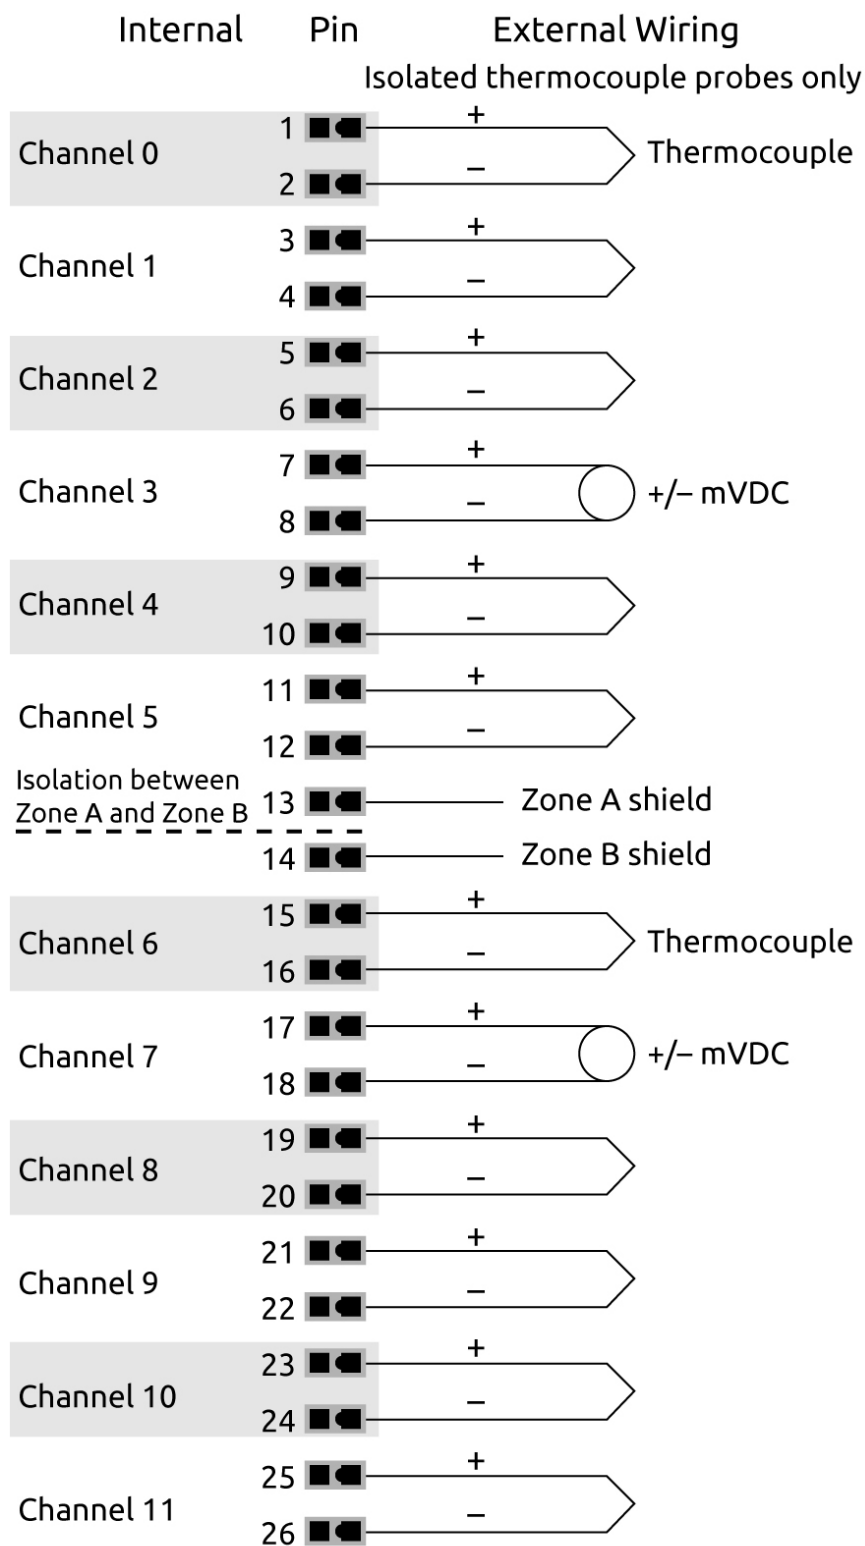 Internal Pin External Wiring
Isolated thermocouple probes only
Channel 0
1 +
2 –
Thermocouple
Channel 1
3 +
4 –
Channel 2
5 +
6 –
Channel 3
7 +
8 –
+/– mVDC
Channel 4
9 +
10 –
Channel 5
11 +
12 –
Isolation between
Zone A and Zone B
13 Zone A shield
14 Zone B shield
Channel 6
15 +
16 –
Thermocouple
Channel 7
17 +
18 –
+/– mVDC
Channel 8
19 +
20 –
Channel 9
21 +
22 –
Channel 10
23 +
24 –
Channel 11
25 +
26 –